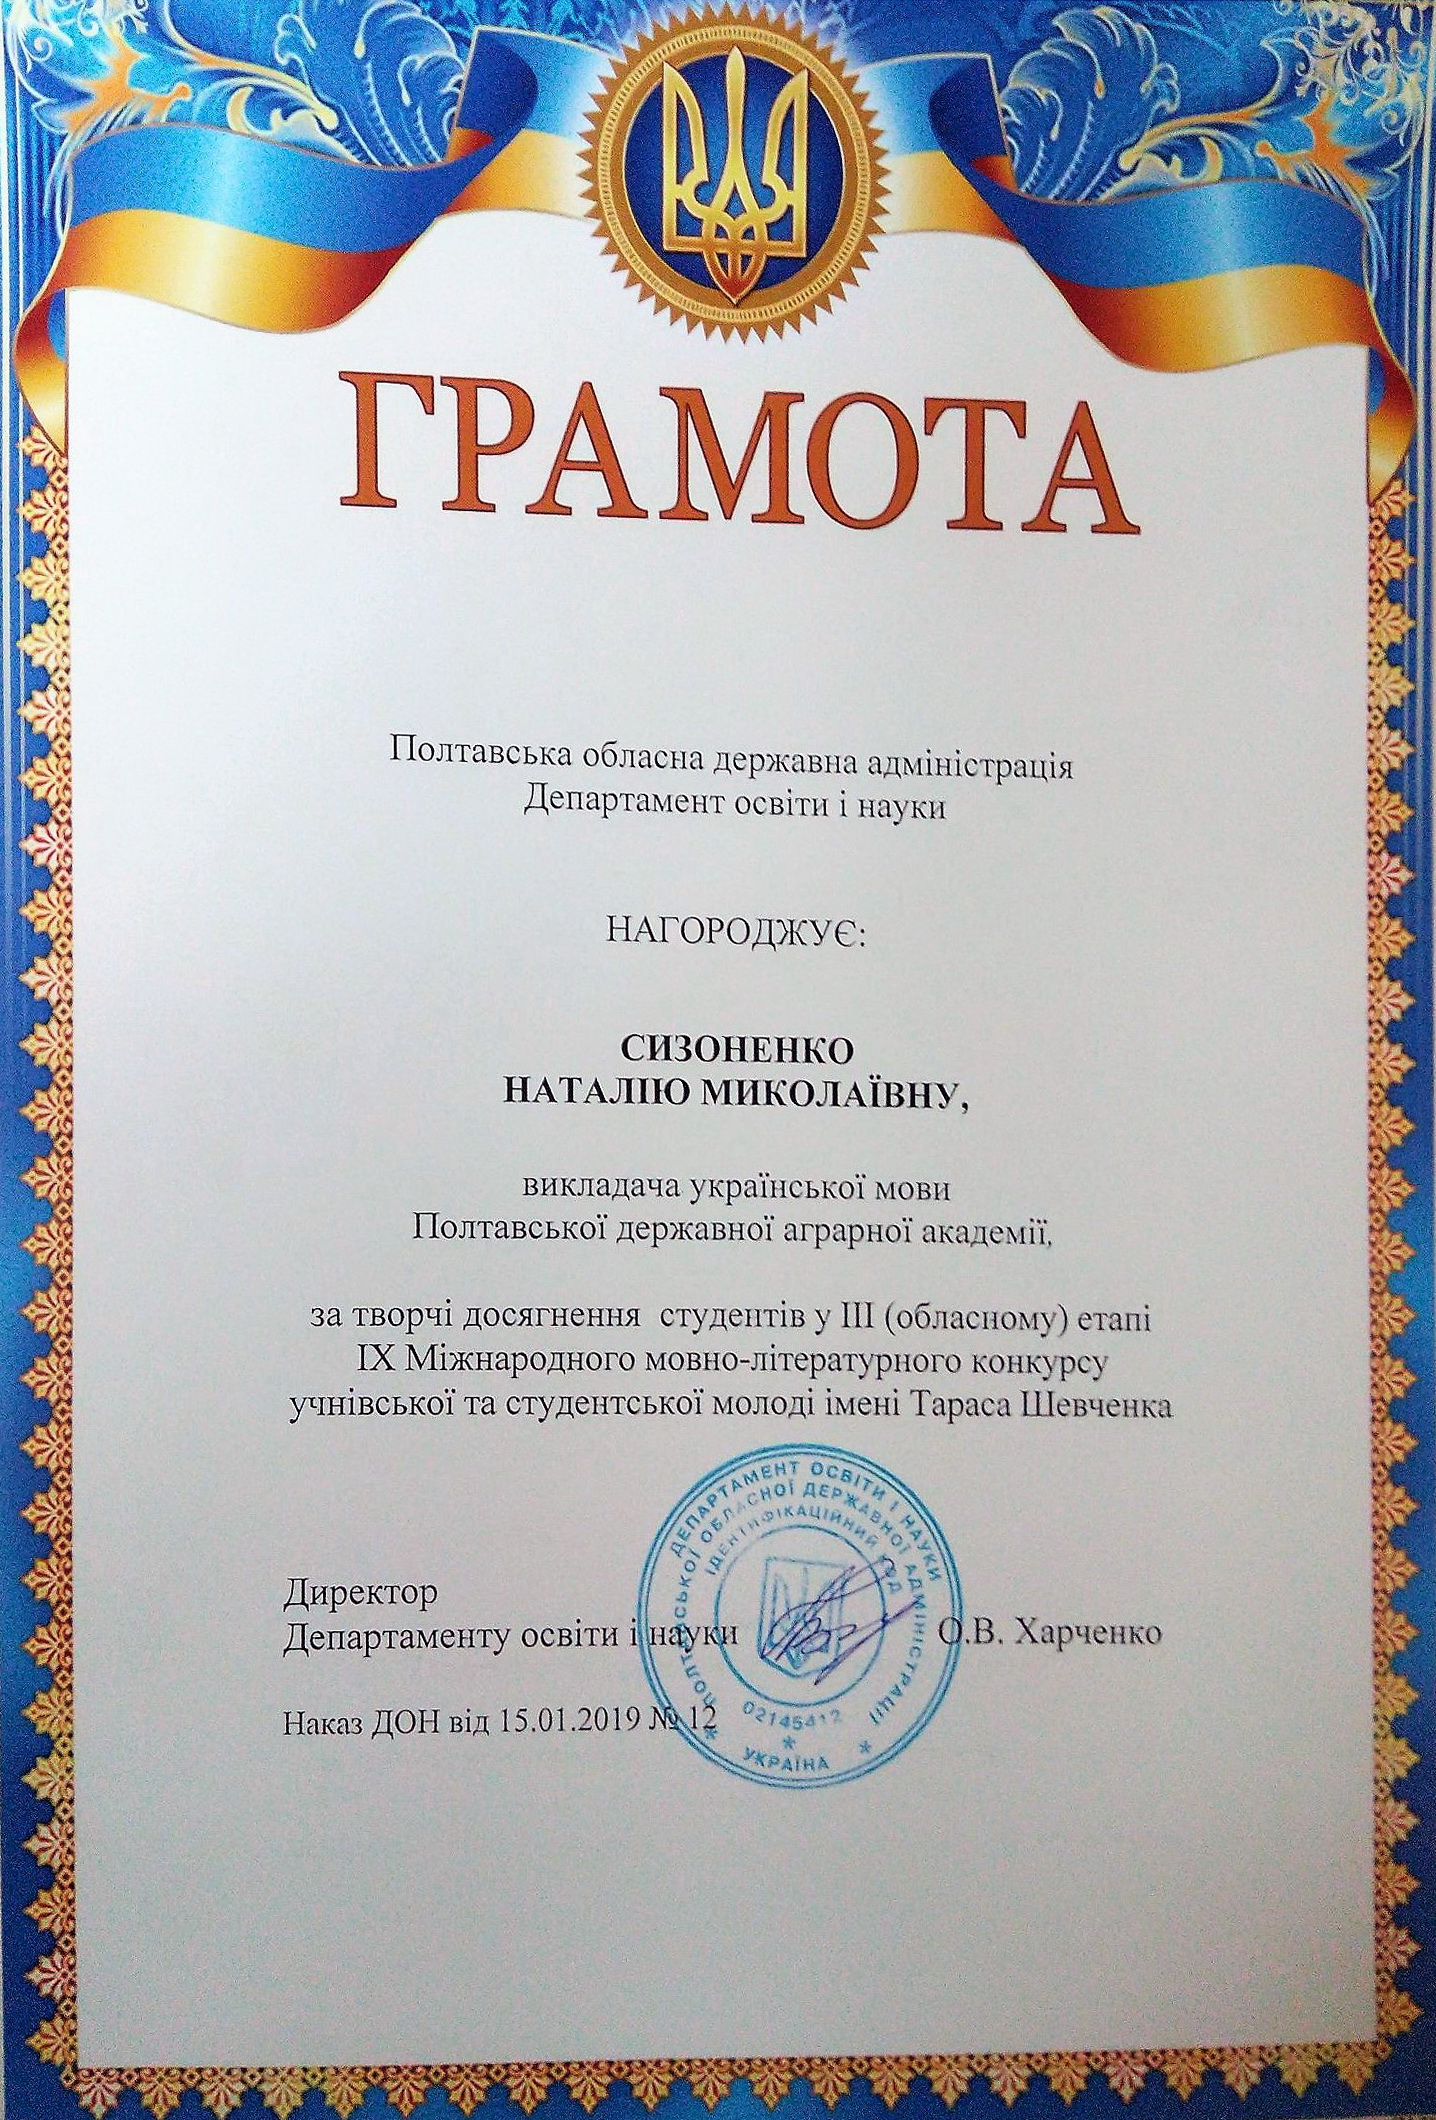 ГРАМОТА
Полтавська обласна державна адміністрація
Департамент освіти і науки
НАГОРОДЖУЄ:
СИЗОНЕНКО
НАТАЛІЮ МИКОЛАЇВНУ,
викладача української мови
Полтавської державної аграрної академії,
за творчі досягнення студентів у ІІІ (обласному) етапі
ІХ Міжнародного мовно-літературного конкурсу
учнівської та студентської молоді імені Тараса Шевченка
Директор
Департаменту освіти і науки О.В. Харченко
Наказ ДОН від 15.01.2019 № 12
ДЕПАРТАМЕНТ ОСВІТИ І НАУКИ
ПОЛТАВСЬКОЇ ОБЛАСНОЇ ДЕРЖАВНОЇ АДМІНІСТРАЦІЇ
ІДЕНТИФІКАЦІЙНИЙ КОД
02145412
* УКРАЇНА *